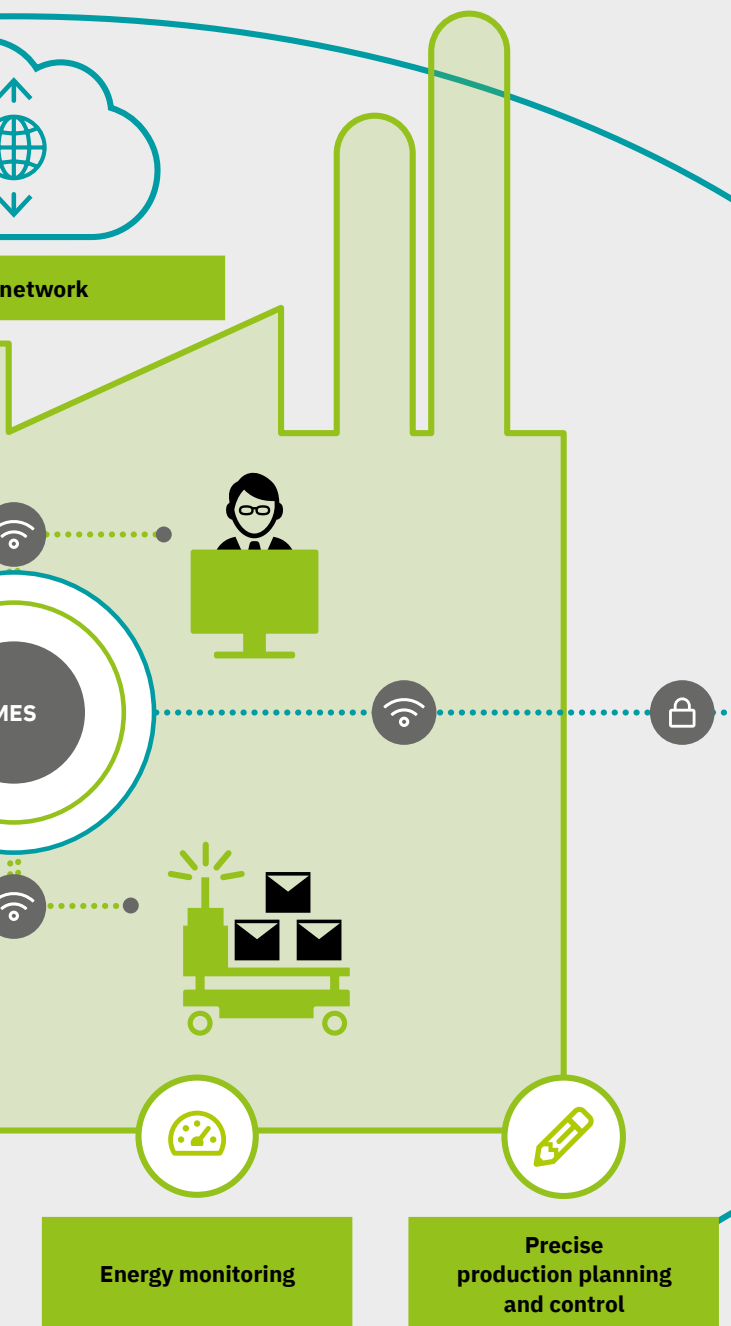 network
MES
Energy monitoring
Precise
production planning
and control